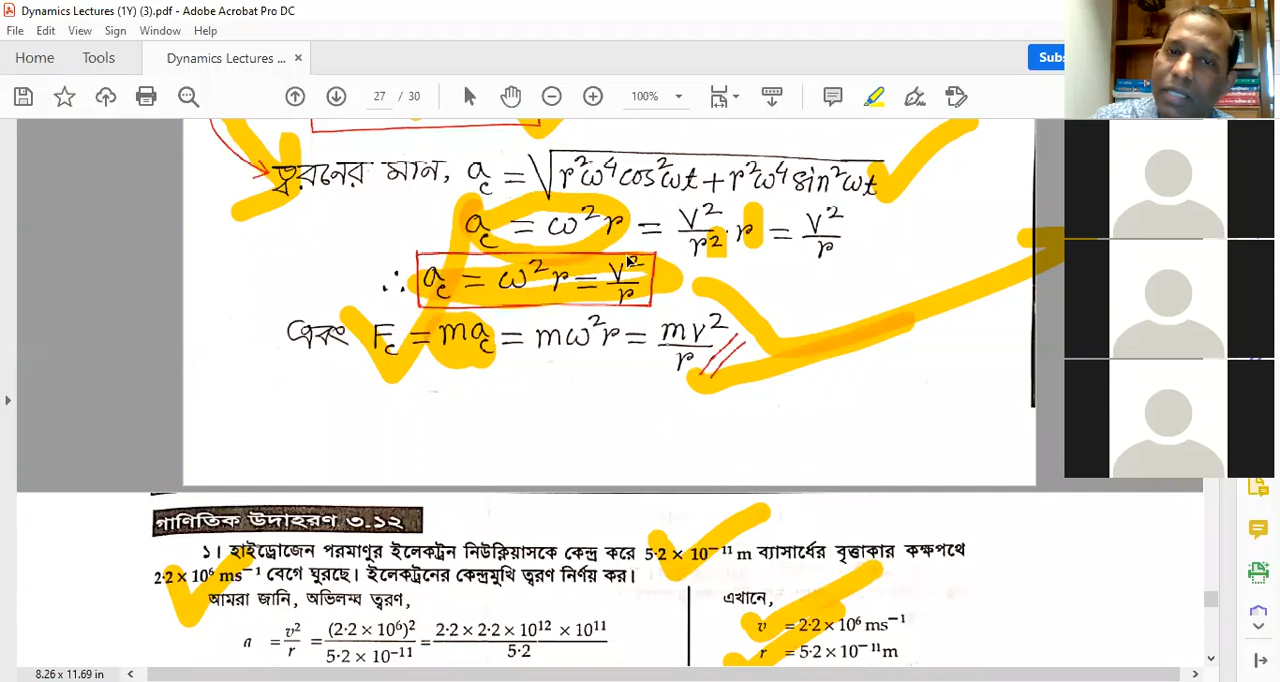 Dynamics Lectures (1Y) (3).pdf - Adobe Acrobat Pro DC
File Edit View Sign Window Help
Home Tools Dynamics Lectures ... × Sub
27 / 30 100%
ত্বরনের মান, a_c = √(r²ω⁴cos²ωt + r²ω⁴sin²ωt)
a_c = ω²r = v²/r² · r = v²/r
∴ a_c = ω²r = v²/r
এবং F_c = ma_c = mω²r = mv²/r //
গাণিতিক উদাহরণ ৩.১২
১। হাইড্রোজেন পরমাণুর ইলেকট্রন নিউক্লিয়াসকে কেন্দ্র করে 5·2 × 10⁻¹¹ m ব্যাসার্ধের বৃত্তাকার কক্ষপথে
2·2 × 10⁶ ms⁻¹ বেগে ঘুরছে। ইলেকট্রনের কেন্দ্রমুখি ত্বরণ নির্ণয় কর।
আমরা জানি, অভিলম্ব ত্বরণ,
a = v²/r = (2·2 × 10⁶)²/5·2 × 10⁻¹¹ = 2·2 × 2·2 × 10¹² × 10¹¹/5·2
এখানে,
v = 2·2 × 10⁶ ms⁻¹
r = 5·2 × 10⁻¹¹ m
8.26 x 11.69 in